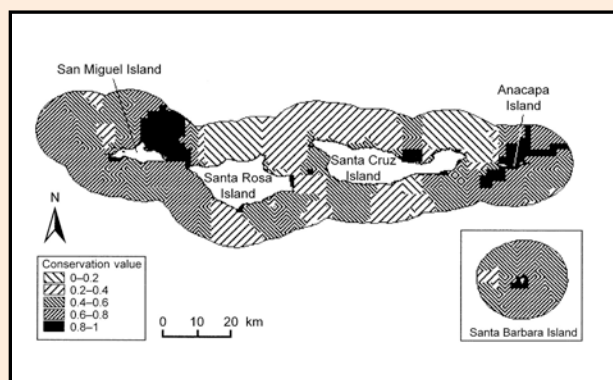 San Miguel Island
Anacapa
Island
Santa Rosa
Island
Santa Cruz
Island
N
Conservation value
0–0.2
0.2–0.4
0.4–0.6
0.6–0.8
0.8–1
0 10 20 km
Santa Barbara Island